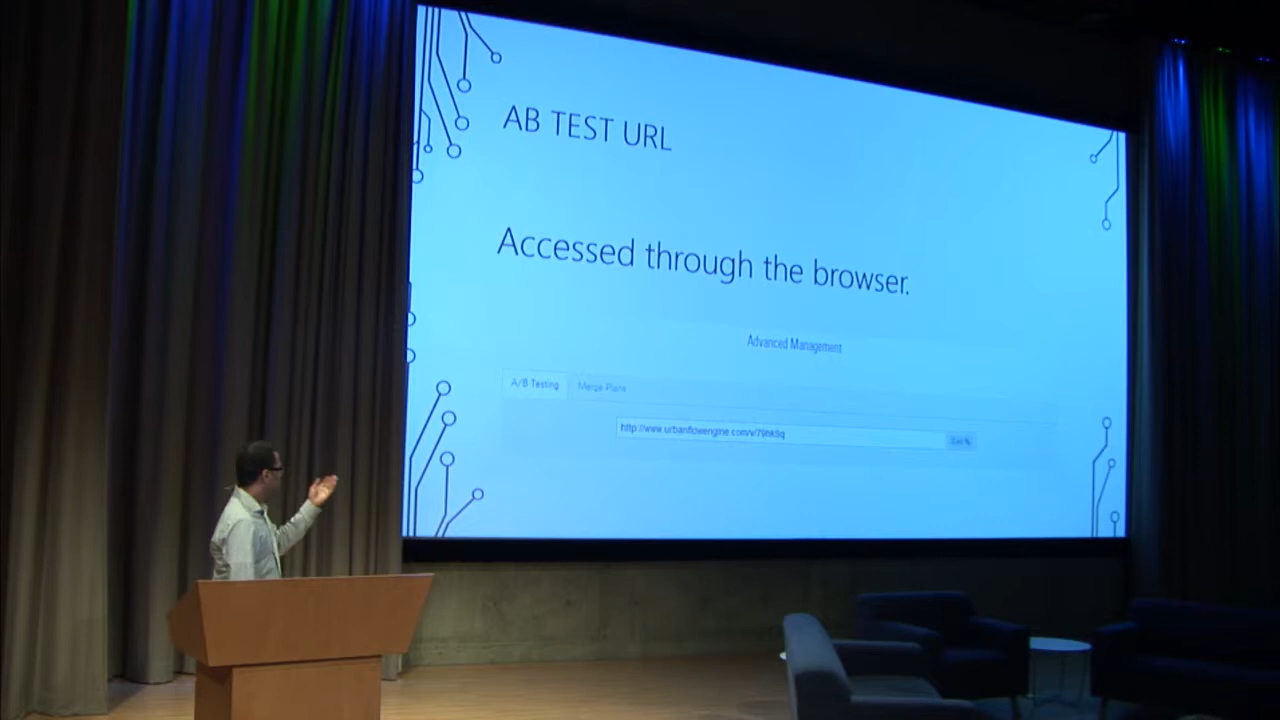 AB TEST URL
Accessed through the browser.
Advanced Management
A/B Testing Merge Plans